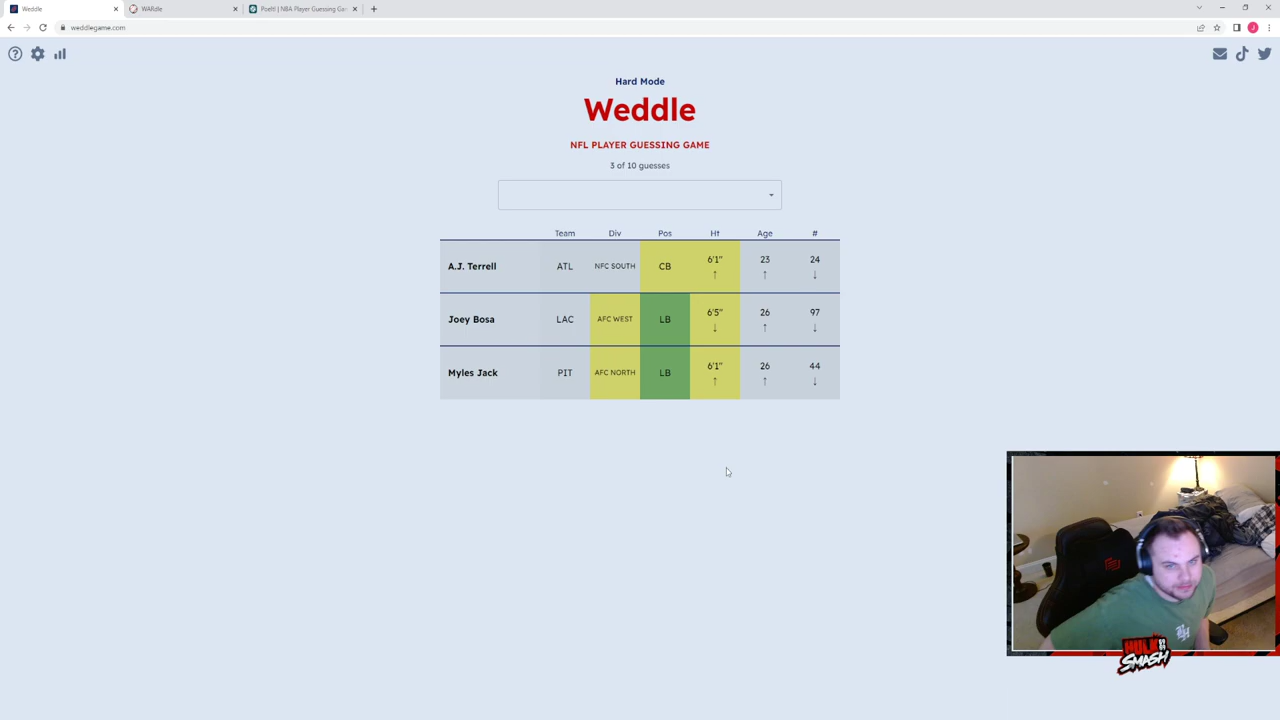 Weddle
WARdle
Poeltl | NBA Player Guessing Ga
weddlegame.com
J
Hard Mode
Weddle
NFL PLAYER GUESSING GAME
3 of 10 guesses
Team Div Pos Ht Age #
A.J. Terrell ATL NFC SOUTH CB 6'1" ↑ 23 ↑ 24 ↓
Joey Bosa LAC AFC WEST LB 6'5" ↓ 26 ↑ 97 ↓
Myles Jack PIT AFC NORTH LB 6'1" ↑ 26 ↑ 44 ↓
HULK
SMASH